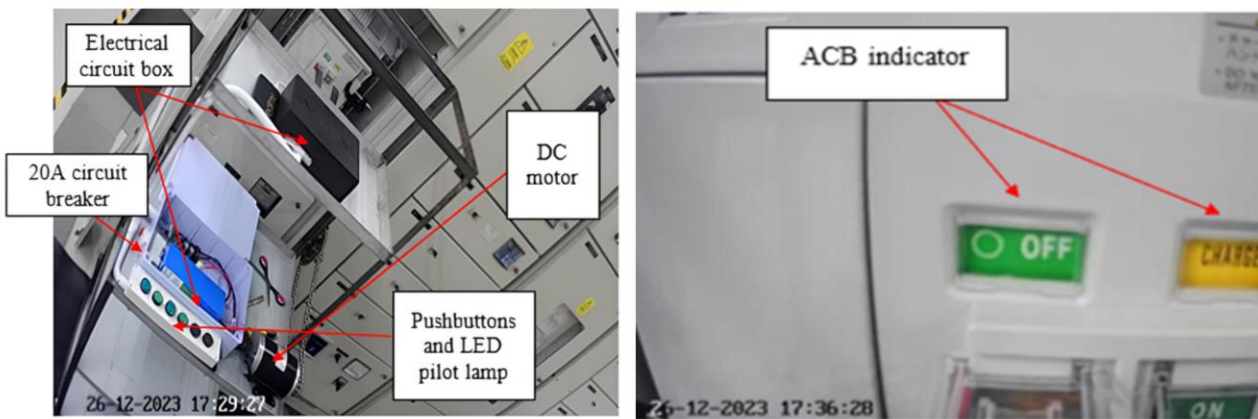 Electrical
circuit box
20A circuit
breaker
DC
motor
Pushbuttons
and LED
pilot lamp
26-12-2023 17:29:27
ACB indicator
OFF
CHARGE
ON
26-12-2023 17:36:28